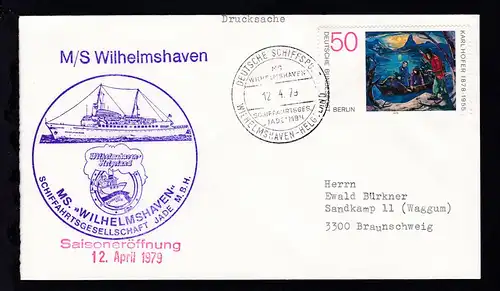 Drucksache
M/S Wilhelmshaven
DEUTSCHE SCHIFFSPOST
MS
WILHELMSHAVEN
12.4.79
SCHIFFAHRTSGES.
"JADE" MBH
WILHELMSHAVEN-HELGOLAND
50
DEUTSCHE BUNDESPOST BERLIN
KARL HOFER 1878-1955
Wilhelmshaven-
Helgoland
MS. "WILHELMSHAVEN"
SCHIFFAHRTSGESELLSCHAFT JADE M.B.H.
Saisoneröffnung
12. April 1979
Herrn
Ewald Bürkner
Sandkamp 11 (Waggum)
3300 Braunschweig